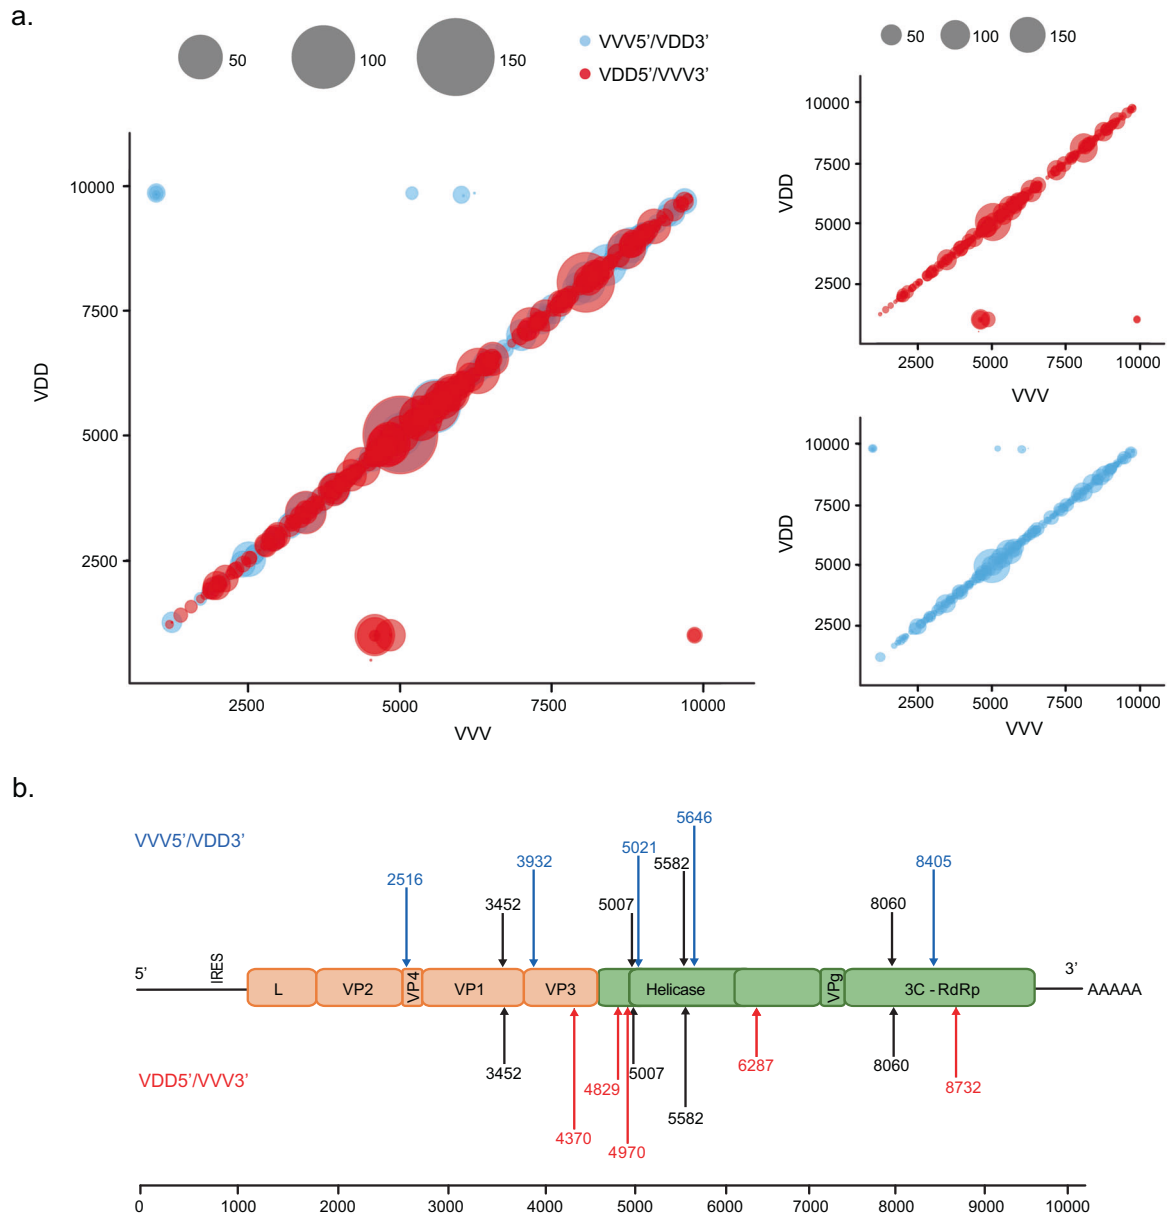 a.
50
100
150
VVV5'/VDD3'
VDD5'/VVV3'
10000
7500
5000
2500
VDD
2500
5000
7500
10000
VVV
50
100
150
10000
7500
5000
2500
VDD
2500
5000
7500
10000
VVV
10000
7500
5000
2500
VDD
2500
5000
7500
10000
VVV
b.
VVV5'/VDD3'
5646
5021
5582
3932
8405
2516
3452
5007
8060
5'
IRES
L
VP2
VP4
VP1
VP3
Helicase
VPg
3C - RdRp
3'
AAAAA
VDD5'/VVV3'
3452
4829
5007
6287
8060
8732
5582
4370
4970
0
1000
2000
3000
4000
5000
6000
7000
8000
9000
10000